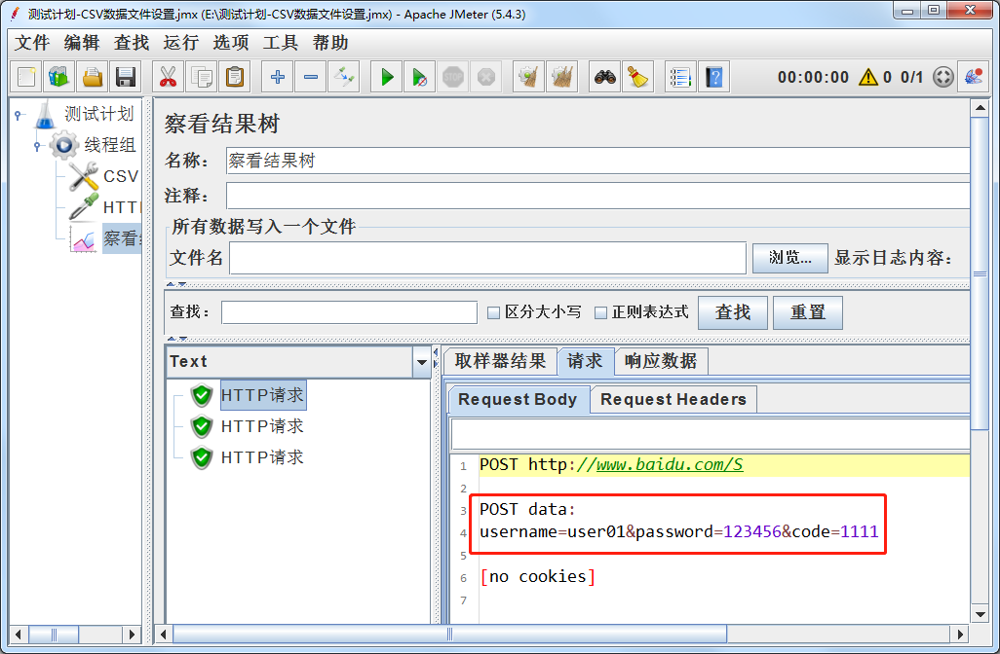 测试计划-CSV数据文件设置.jmx (E:\测试计划-CSV数据文件设置.jmx) - Apache JMeter (5.4.3)
文件 编辑 查找 运行 选项 工具 帮助
00:00:00 0 0/1
测试计划
线程组
CSV
HTTP
察看结
察看结果树
名称： 察看结果树
注释：
所有数据写入一个文件
文件名 浏览... 显示日志内容：
查找： 区分大小写 正则表达式 查找 重置
Text
HTTP请求
HTTP请求
HTTP请求
取样器结果 请求 响应数据
Request Body Request Headers
1 POST http://www.baidu.com/S
2
3 POST data:
4 username=user01&password=123456&code=1111
5
6 [no cookies]
7